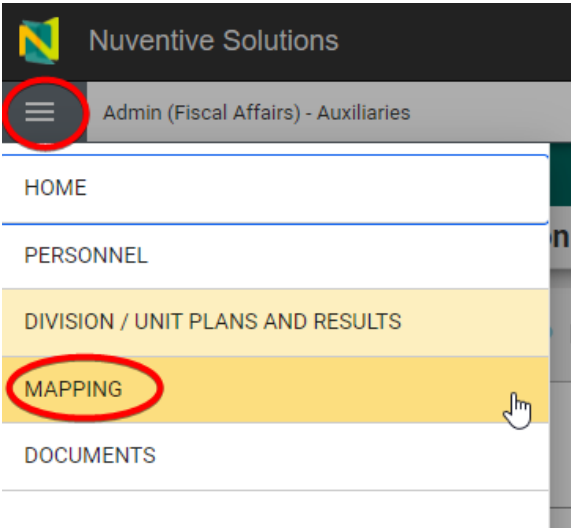 Nuventive Solutions
Admin (Fiscal Affairs) - Auxiliaries
HOME
PERSONNEL
DIVISION / UNIT PLANS AND RESULTS
MAPPING
DOCUMENTS